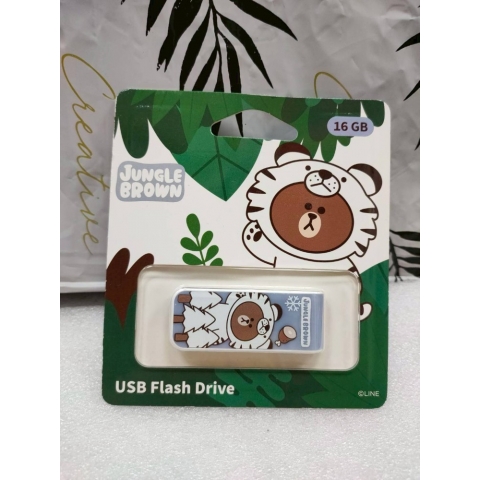 Creative
16 GB
JUNGLE
BROWN
JUNGLE
BROWN
USB Flash Drive
©LINE